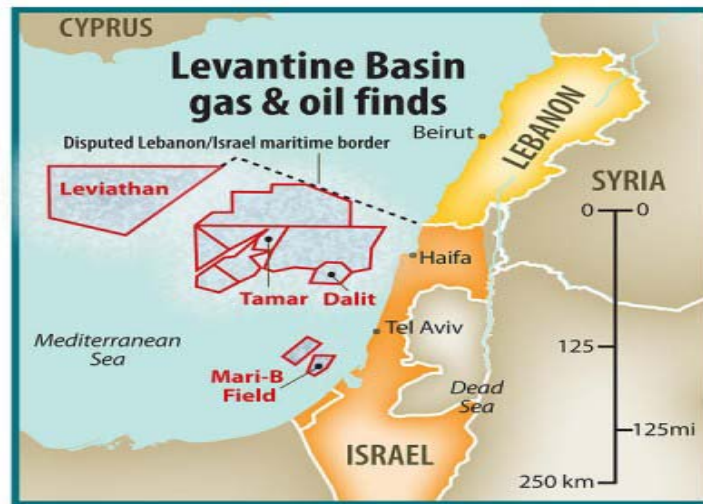 CYPRUS
Levantine Basin
gas & oil finds
Disputed Lebanon/Israel maritime border
Beirut
LEBANON
Leviathan
SYRIA
0 0
Haifa
Tamar Dalit
Mediterranean
Sea
Tel Aviv
125
Mari-B
Field
Dead
Sea
125mi
ISRAEL
250 km